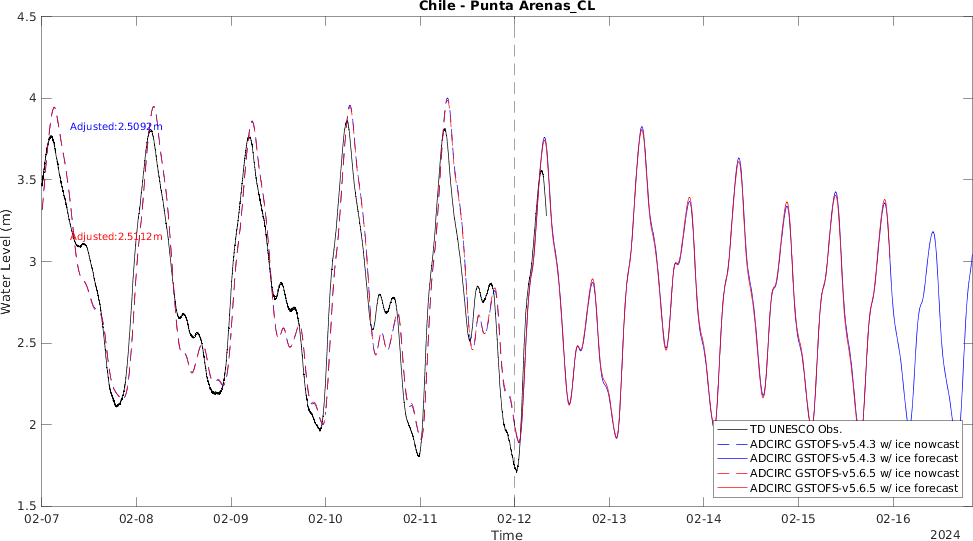 Chile - Punta Arenas_CL
4.5
4
3.5
3
2.5
2
1.5
Water Level (m)
Adjusted:2.5092m
Adjusted:2.5112m
TD UNESCO Obs.
ADCIRC GSTOFS-v5.4.3 w/ ice nowcast
ADCIRC GSTOFS-v5.4.3 w/ ice forecast
ADCIRC GSTOFS-v5.6.5 w/ ice nowcast
ADCIRC GSTOFS-v5.6.5 w/ ice forecast
02-07 02-08 02-09 02-10 02-11 02-12 02-13 02-14 02-15 02-16
Time
2024